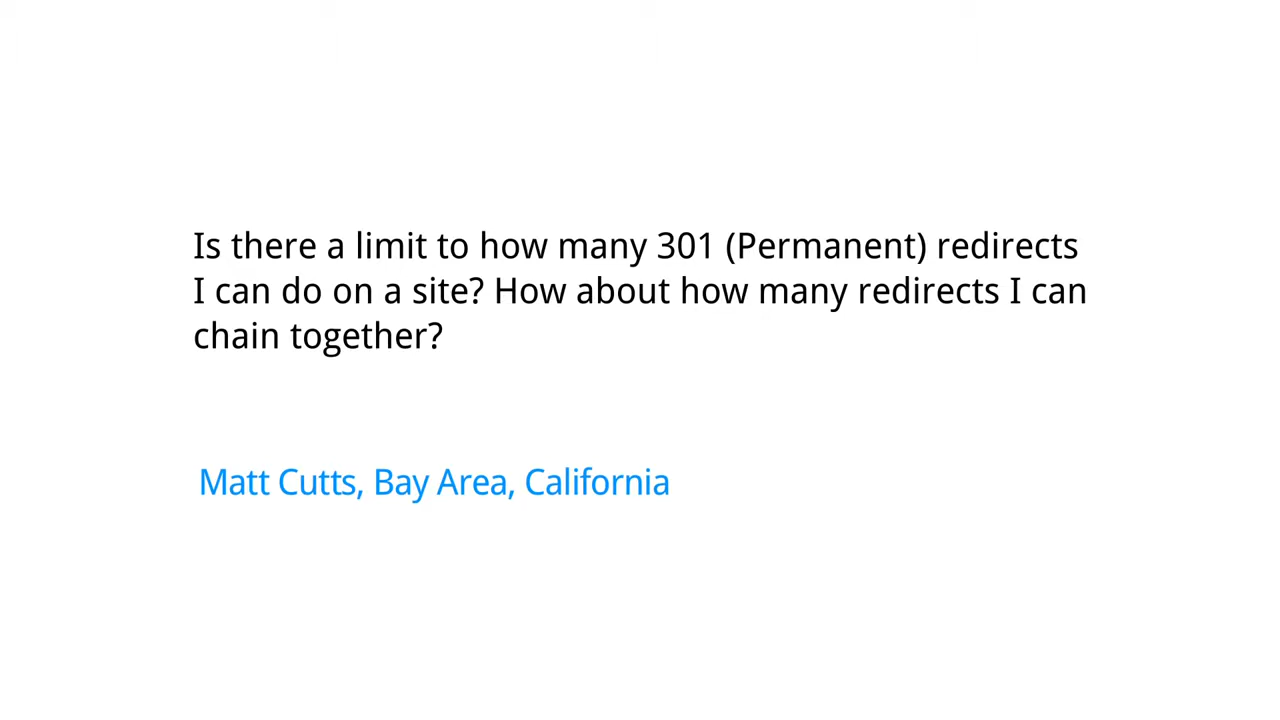 Is there a limit to how many 301 (Permanent) redirects
I can do on a site? How about how many redirects I can
chain together?
Matt Cutts, Bay Area, California